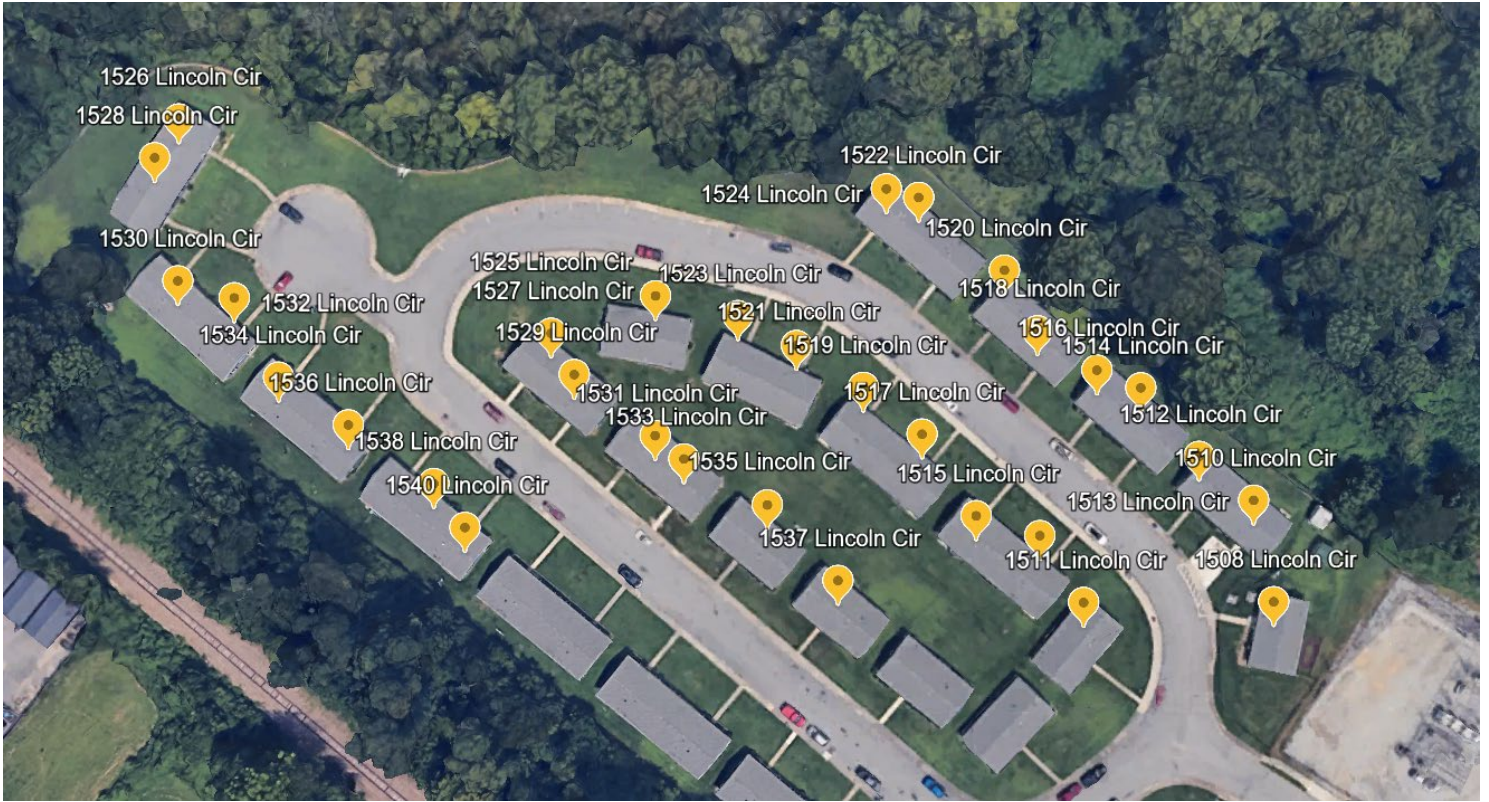 1526 Lincoln Cir
1528 Lincoln Cir
1522 Lincoln Cir
1524 Lincoln Cir
1520 Lincoln Cir
1530 Lincoln Cir
1525 Lincoln Cir
1523 Lincoln Cir
1518 Lincoln Cir
1527 Lincoln Cir
1532 Lincoln Cir
1521 Lincoln Cir
1516 Lincoln Cir
1534 Lincoln Cir
1529 Lincoln Cir
1519 Lincoln Cir
1514 Lincoln Cir
1536 Lincoln Cir
1531 Lincoln Cir
1517 Lincoln Cir
1533 Lincoln Cir
1512 Lincoln Cir
1538 Lincoln Cir
1535 Lincoln Cir
1510 Lincoln Cir
1515 Lincoln Cir
1540 Lincoln Cir
1513 Lincoln Cir
1537 Lincoln Cir
1511 Lincoln Cir
1508 Lincoln Cir